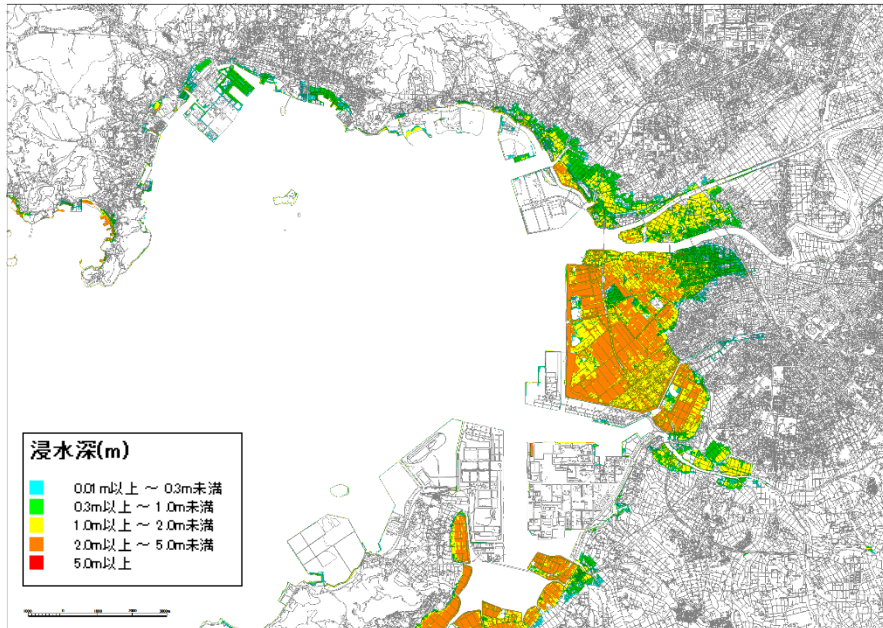 浸水深(m)
0.01m以上 ～ 0.3m未満
0.3m以上 ～ 1.0m未満
1.0m以上 ～ 2.0m未満
2.0m以上 ～ 5.0m未満
5.0m以上